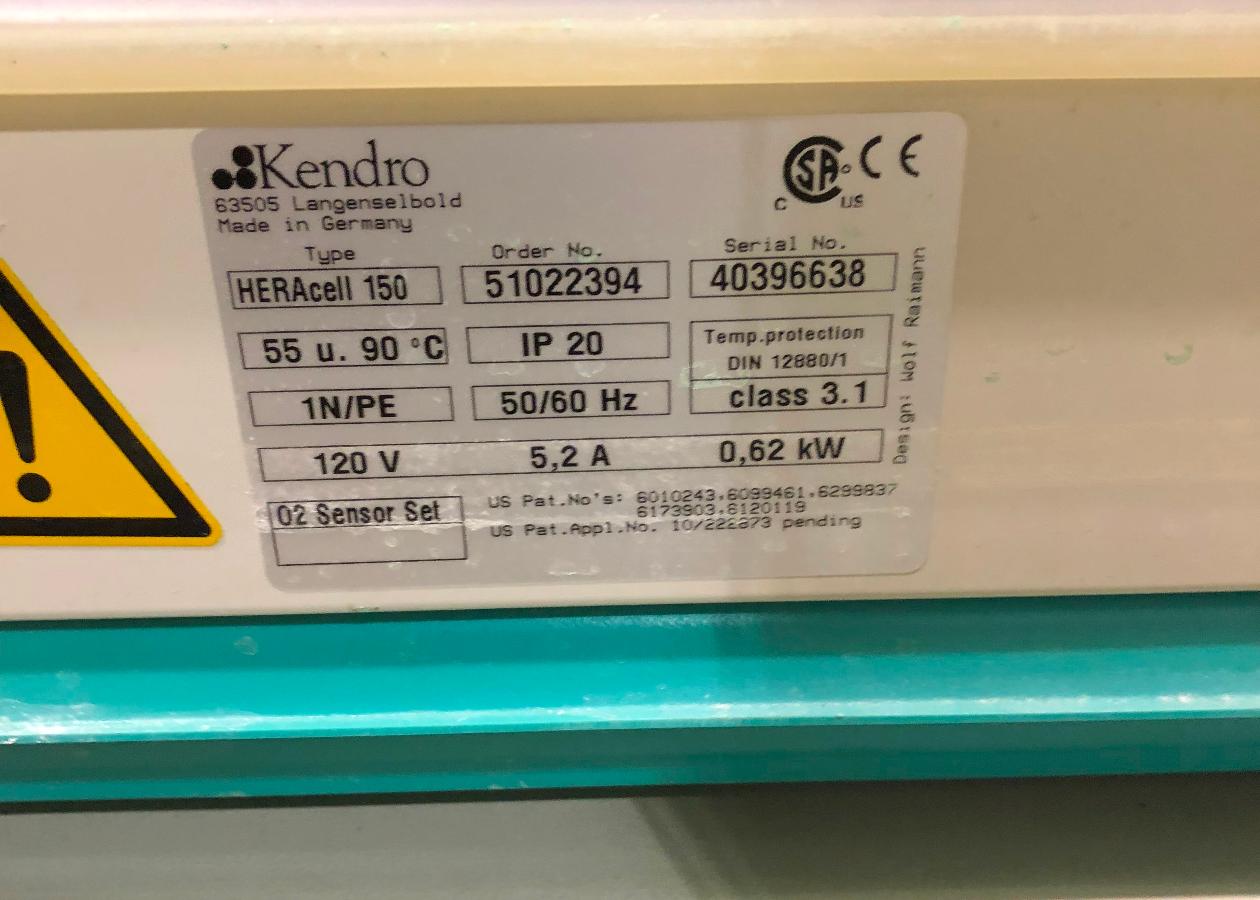 Kendro
63505 Langenselbold
Made in Germany
SA
C US
CE
Type Order No. Serial No.
HERAcell 150 51022394 40396638
55 u. 90 °C IP 20 Temp.protection
DIN 12880/1
1N/PE 50/60 Hz class 3.1
120 V 5,2 A 0,62 kW
O2 Sensor Set US Pat.No's: 6010243,6099461,6299837
6173903,6120119
US Pat.Appl.No. 10/222373 pending
Design: Wolf Raimann